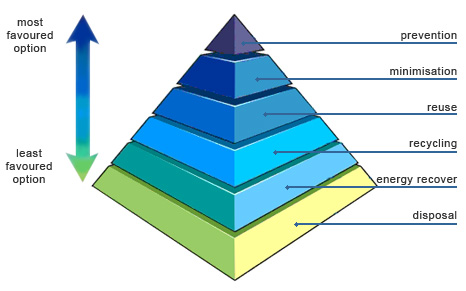 most
favoured
option
prevention
minimisation
reuse
recycling
least
favoured
option
energy recover
disposal